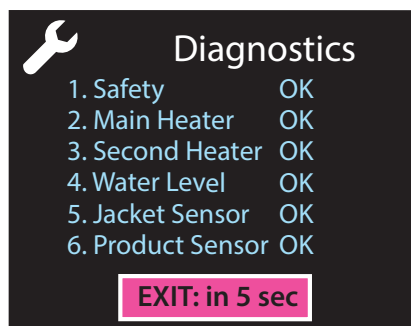 Diagnostics
1. Safety OK
2. Main Heater OK
3. Second Heater OK
4. Water Level OK
5. Jacket Sensor OK
6. Product Sensor OK
EXIT: in 5 sec